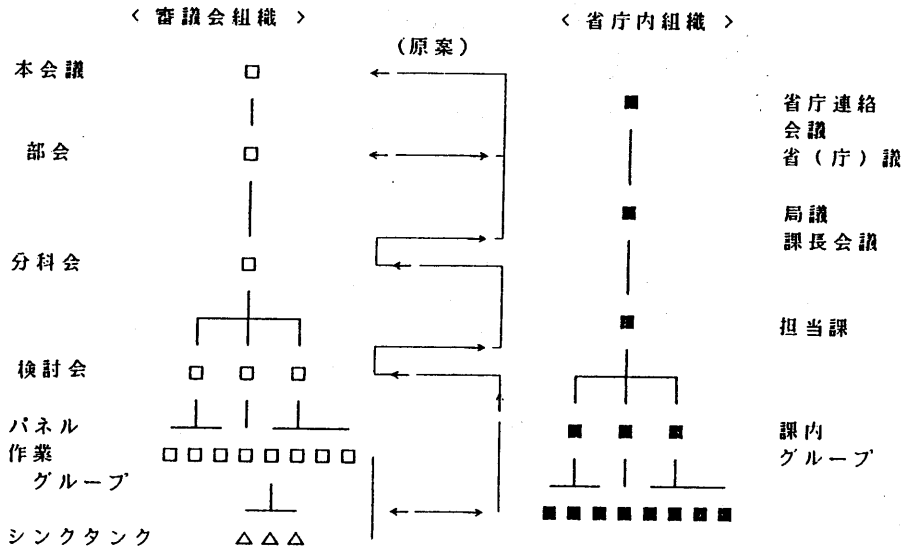 < 審議会組織 >
(原案)
< 省庁内組織 >
本会議
部会
分科会
検討会
パネル
作業
グループ
シンクタンク
省庁連絡
会議
省(庁)議
局議
課長会議
担当課
課内
グループ